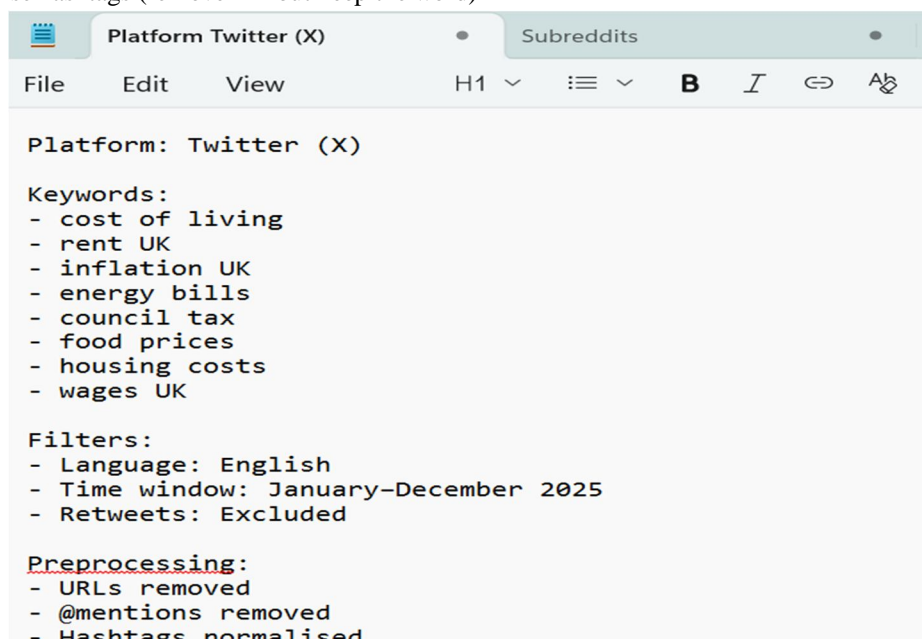 Platform Twitter (X)
Subreddits
File Edit View H1 B I
Platform: Twitter (X)
Keywords:
- cost of living
- rent UK
- inflation UK
- energy bills
- council tax
- food prices
- housing costs
- wages UK
Filters:
- Language: English
- Time window: January–December 2025
- Retweets: Excluded
Preprocessing:
- URLs removed
- @mentions removed
- Hashtags normalised